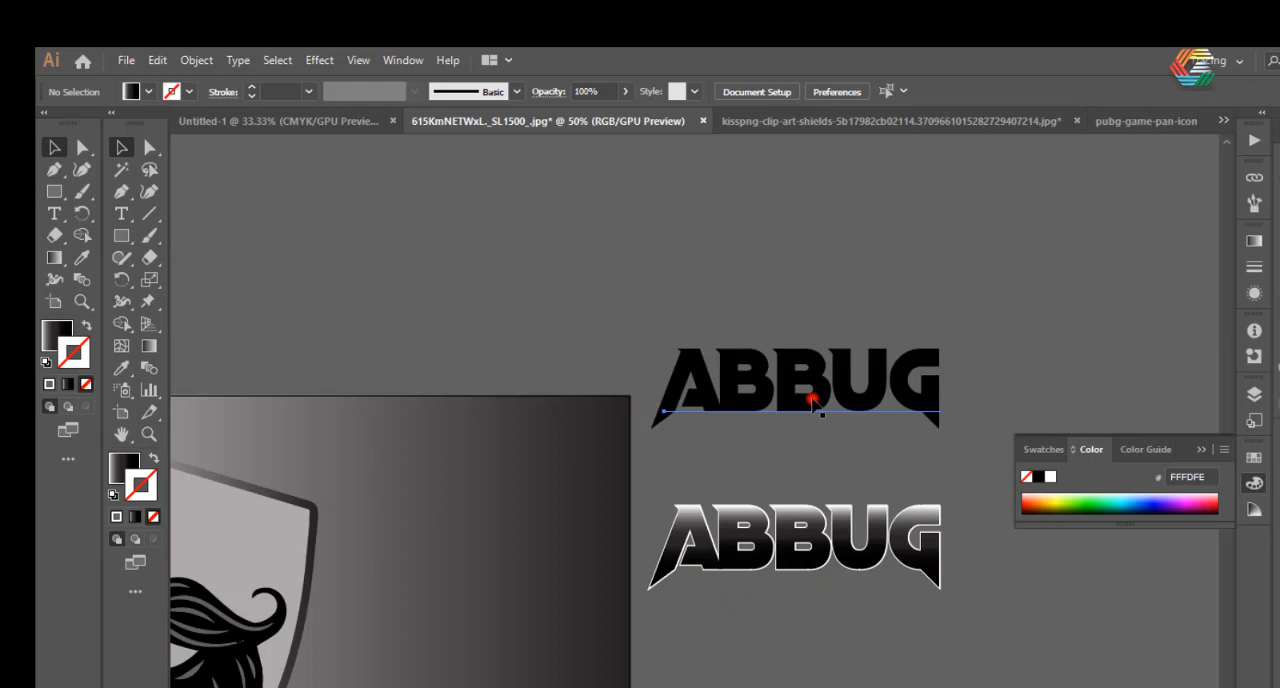 Ai File Edit Object Type Select Effect View Window Help
No Selection Stroke: Basic Opacity: 100% Style: Document Setup Preferences
Untitled-1 @ 33.33% (CMYK/GPU Previe... × 615KmNETWxL._SL1500_.jpg* @ 50% (RGB/GPU Preview) × kisspng-clip-art-shields-5b17982cb02114.3709661015282729407214.jpg* × pubg-game-pan-icon
ABBUG
Swatches Color Color Guide
# FFFDFE
ABBUG